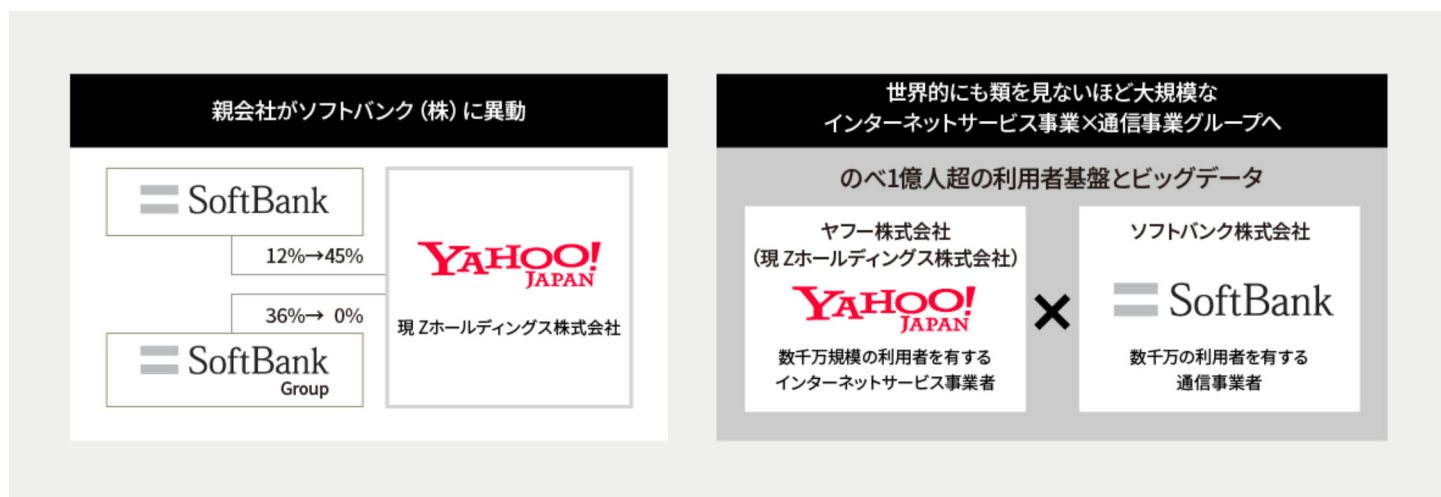 親会社がソフトバンク（株）に異動
SoftBank
12%→45%
36%→ 0%
SoftBank
Group
YAHOO!
JAPAN
現 Zホールディングス株式会社
世界的にも類を見ないほど大規模な
インターネットサービス事業×通信事業グループへ
のべ1億人超の利用者基盤とビッグデータ
ヤフー株式会社
（現 Zホールディングス株式会社）
YAHOO!
JAPAN
数千万規模の利用者を有する
インターネットサービス事業者
×
ソフトバンク株式会社
SoftBank
数千万の利用者を有する
通信事業者